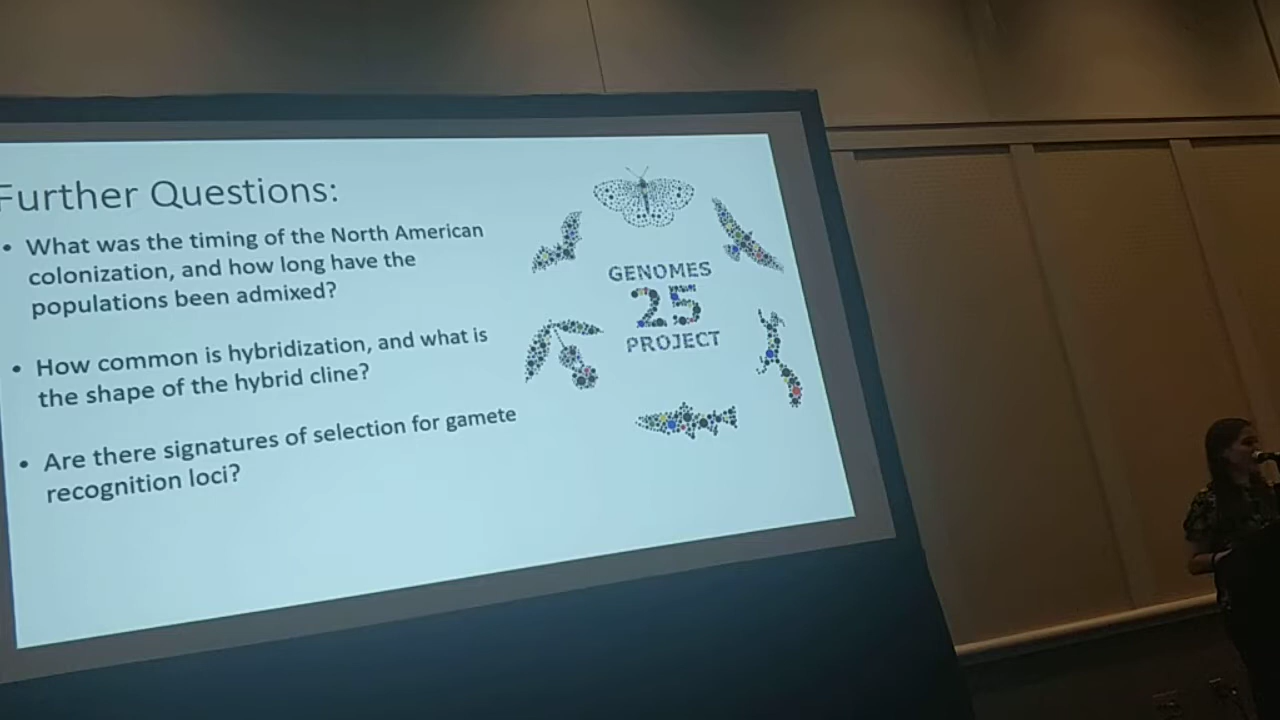 Further Questions:
• What was the timing of the North American
colonization, and how long have the
populations been admixed?
• How common is hybridization, and what is
the shape of the hybrid cline?
• Are there signatures of selection for gamete
recognition loci?
GENOMES
25
PROJECT